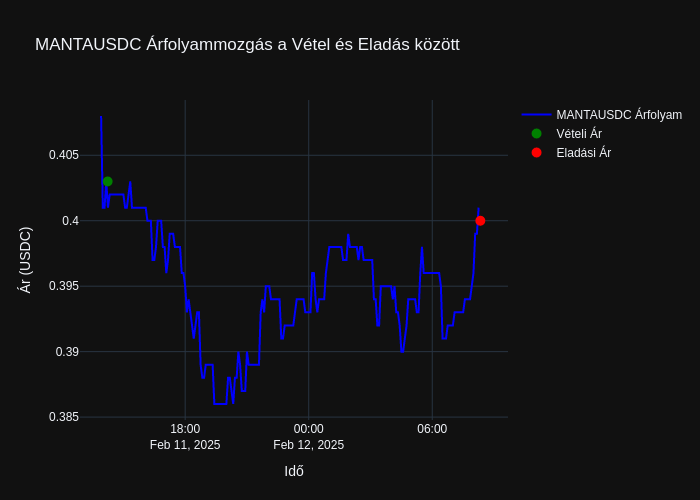 MANTAUSDC Árfolyammozgás a Vétel és Eladás között
MANTAUSDC Árfolyam
Vételi Ár
Eladási Ár
Ár (USDC)
0.405
0.4
0.395
0.39
0.385
18:00
Feb 11, 2025
00:00
Feb 12, 2025
06:00
Idő